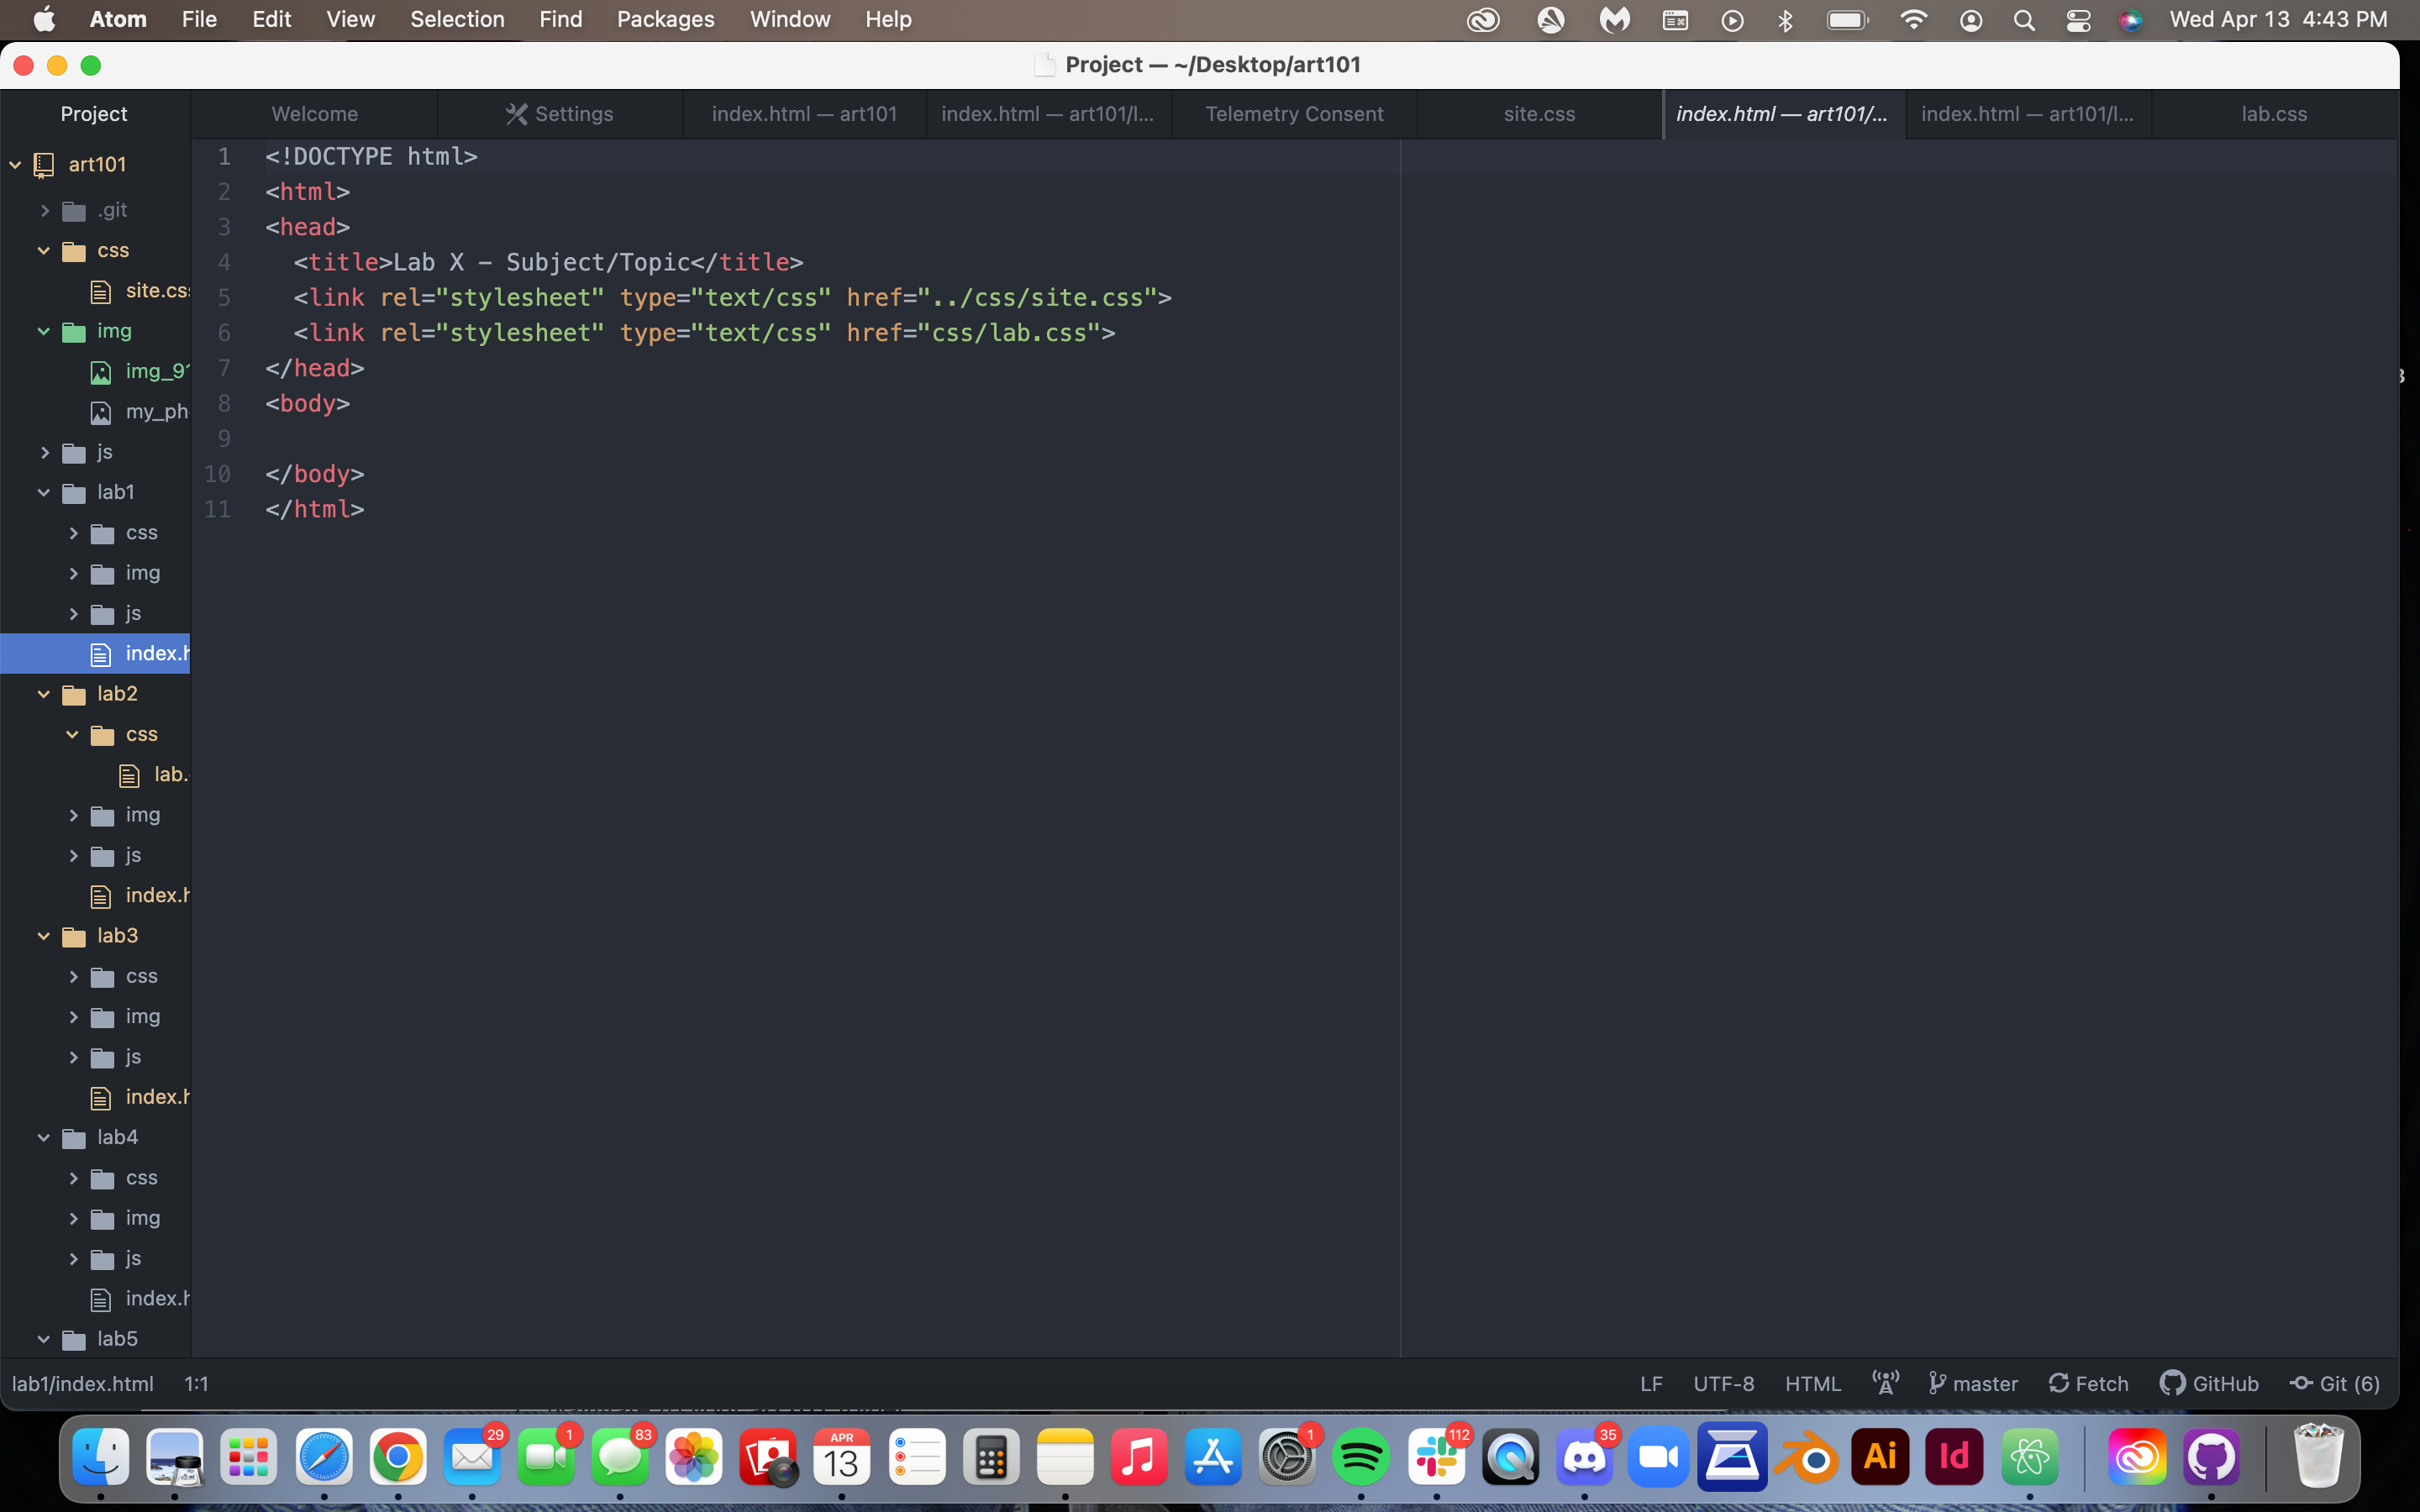 Atom File Edit View Selection Find Packages Window Help Wed Apr 13 4:43 PM
Project — ~/Desktop/art101
Project
Welcome Settings index.html — art101 index.html — art101/l... Telemetry Consent site.css index.html — art101/... index.html — art101/l... lab.css
art101
.git
css
site.cs
img
img_91
my_ph
js
lab1
css
img
js
index.h
lab2
css
lab.
img
js
index.h
lab3
css
img
js
index.h
lab4
css
img
js
index.h
lab5
1 <!DOCTYPE html>
2 <html>
3 <head>
4 <title>Lab X – Subject/Topic</title>
5 <link rel="stylesheet" type="text/css" href="../css/site.css">
6 <link rel="stylesheet" type="text/css" href="css/lab.css">
7 </head>
8 <body>
9
10 </body>
11 </html>
lab1/index.html 1:1 LF UTF-8 HTML master Fetch GitHub Git (6)
29 1 83 APR 13 1 112 35 Ai Id